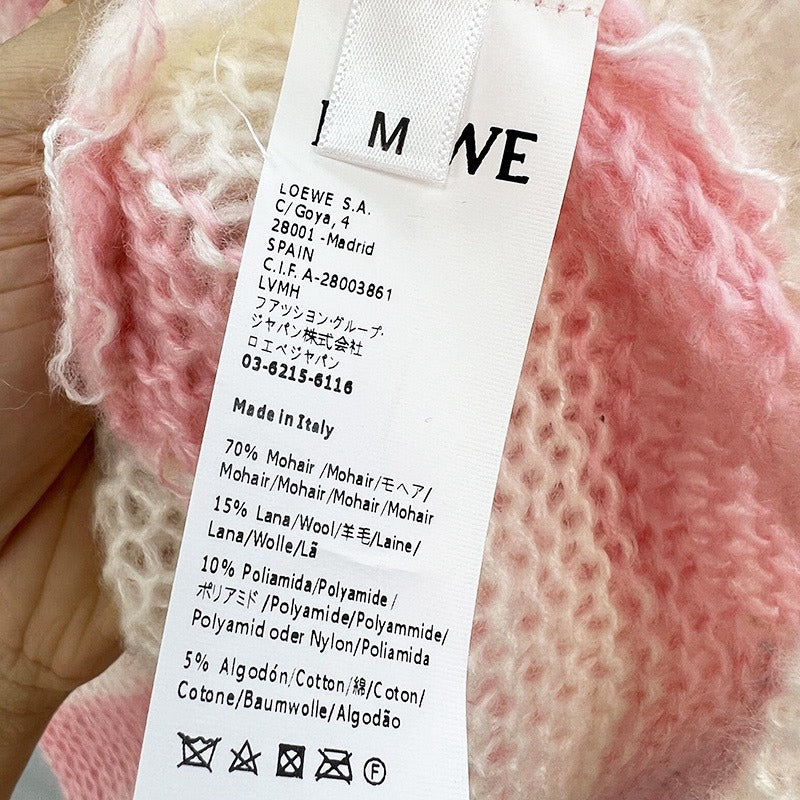 M
WE
LOEWE S.A.
C/Goya, 4
28001 -Madrid
SPAIN
C.I.F. A-28003861
LVMH
ファッション・グループ・
ジャパン株式会社
ロエベジャパン
03-6215-6116
Made in Italy
70% Mohair /Mohair/モヘア/
Mohair/Mohair/Mohair/Mohair
15% Lana/Wool/羊毛/Laine/
Lana/Wolle/Lã
10% Poliamida/Polyamide/
ポリアミド/Polyamide/Polyammide/
Polyamid oder Nylon/Poliamida
5% Algodón/Cotton/綿/Coton/
Cotone/Baumwolle/Algodão
F